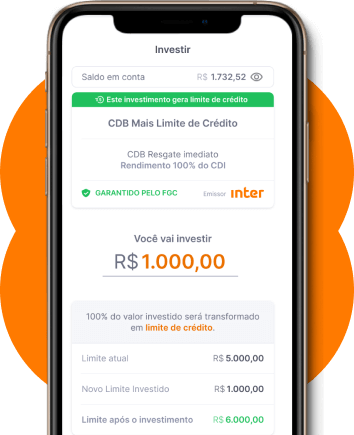 Investir
Saldo em conta R$ 1.732,52
Este investimento gera limite de crédito
CDB Mais Limite de Crédito
CDB Resgate imediato
Rendimento 100% do CDI
GARANTIDO PELO FGC Emissor inter
Você vai investir
R$ 1.000,00
100% do valor investido será transformado
em limite de crédito.
Limite atual R$ 5.000,00
Novo Limite Investido R$ 1.000,00
Limite após o investimento R$ 6.000,00